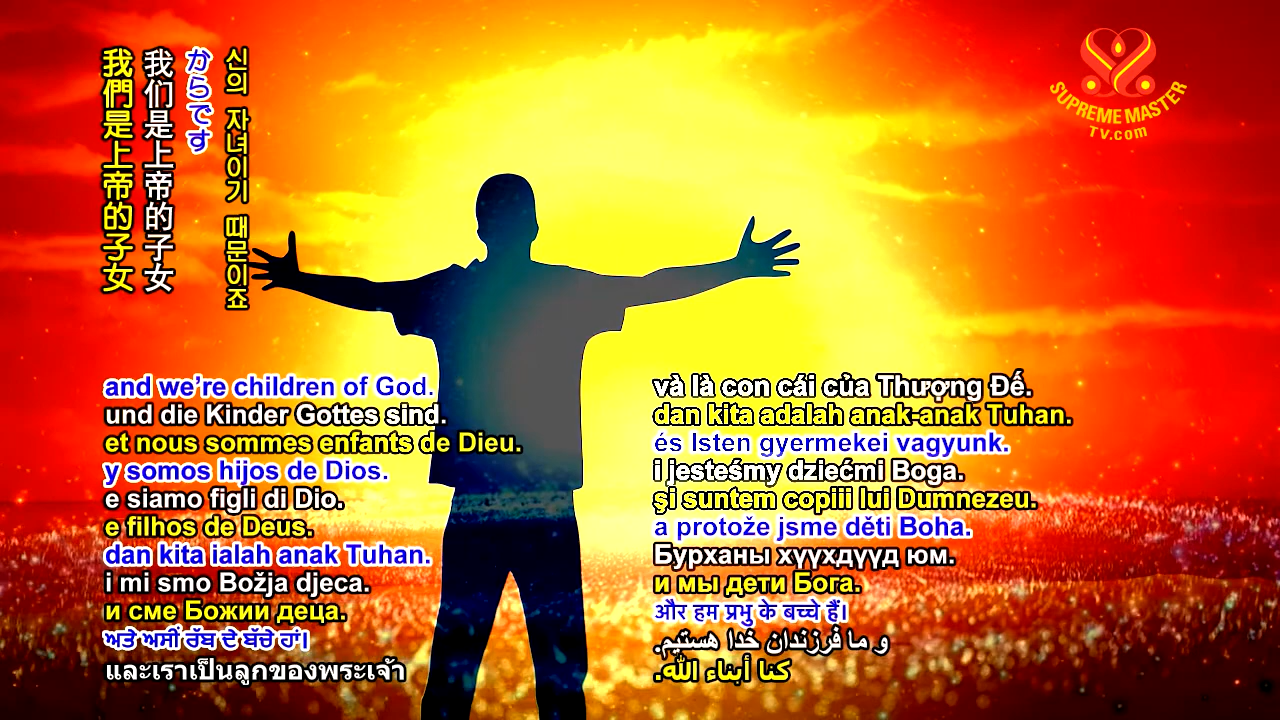 我們是上帝的子女
我们是上帝的子女
からです
신의 자녀이기 때문이죠
SUPREME MASTER
TV.com
and we're children of God.
und die Kinder Gottes sind.
et nous sommes enfants de Dieu.
y somos hijos de Dios.
e siamo figli di Dio.
e filhos de Deus.
dan kita ialah anak Tuhan.
i mi smo Božja djeca.
и сме Божии деца.
ਅਤੇ ਅਸੀਂ ਰੱਬ ਦੇ ਬੱਚੇ ਹਾਂ।
และเราเป็นลูกของพระเจ้า
và là con cái của Thượng Đế.
dan kita adalah anak-anak Tuhan.
és Isten gyermekei vagyunk.
i jesteśmy dziećmi Boga.
şi suntem copiii lui Dumnezeu.
a protože jsme děti Boha.
Бурханы хүүхдүүд юм.
и мы дети Бога.
और हम प्रभु के बच्चे हैं।
و ما فرزندان خدا هستیم.
كنا أبناء الله.